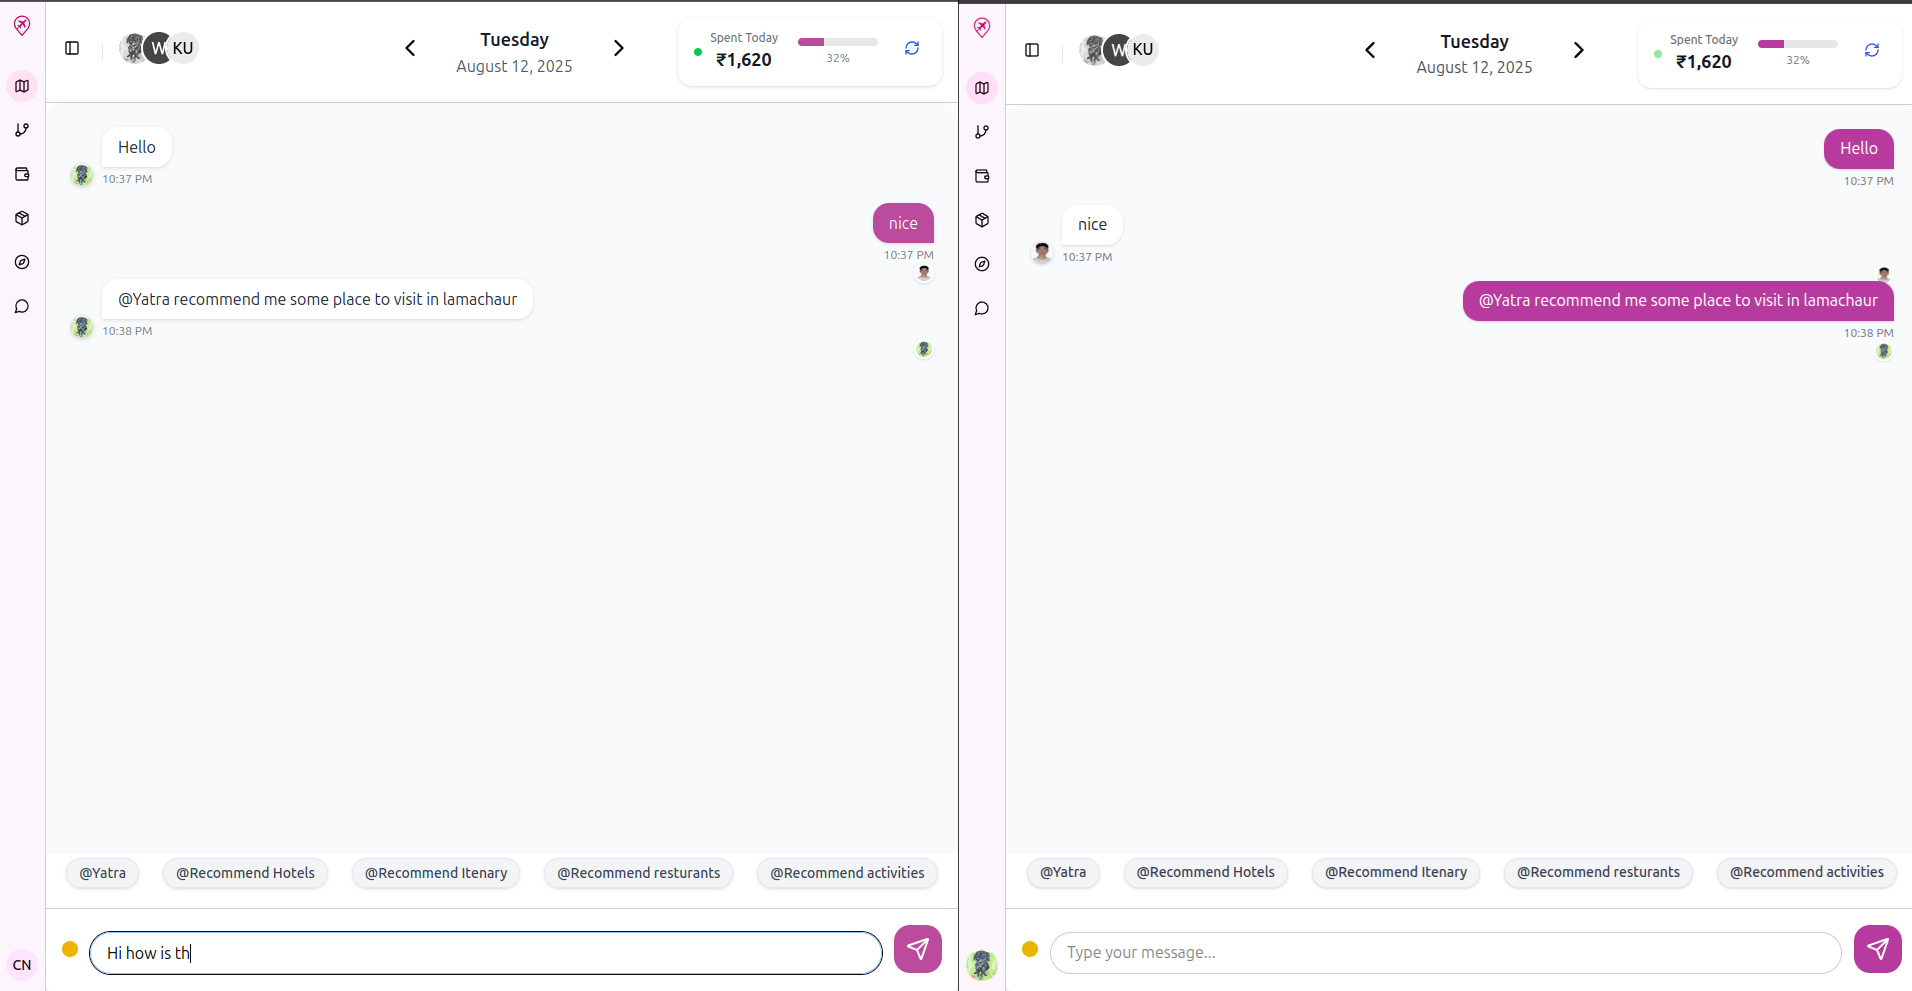 W KU
Tuesday
August 12, 2025
Spent Today
₹1,620
32%
Hello
10:37 PM
nice
10:37 PM
@Yatra recommend me some place to visit in lamachaur
10:38 PM
@Yatra
@Recommend Hotels
@Recommend Itenary
@Recommend resturants
@Recommend activities
CN
Hi how is th
W KU
Tuesday
August 12, 2025
Spent Today
₹1,620
32%
Hello
10:37 PM
nice
10:37 PM
@Yatra recommend me some place to visit in lamachaur
10:38 PM
@Yatra
@Recommend Hotels
@Recommend Itenary
@Recommend resturants
@Recommend activities
Type your message...